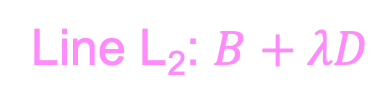 Line L₂: B + λD